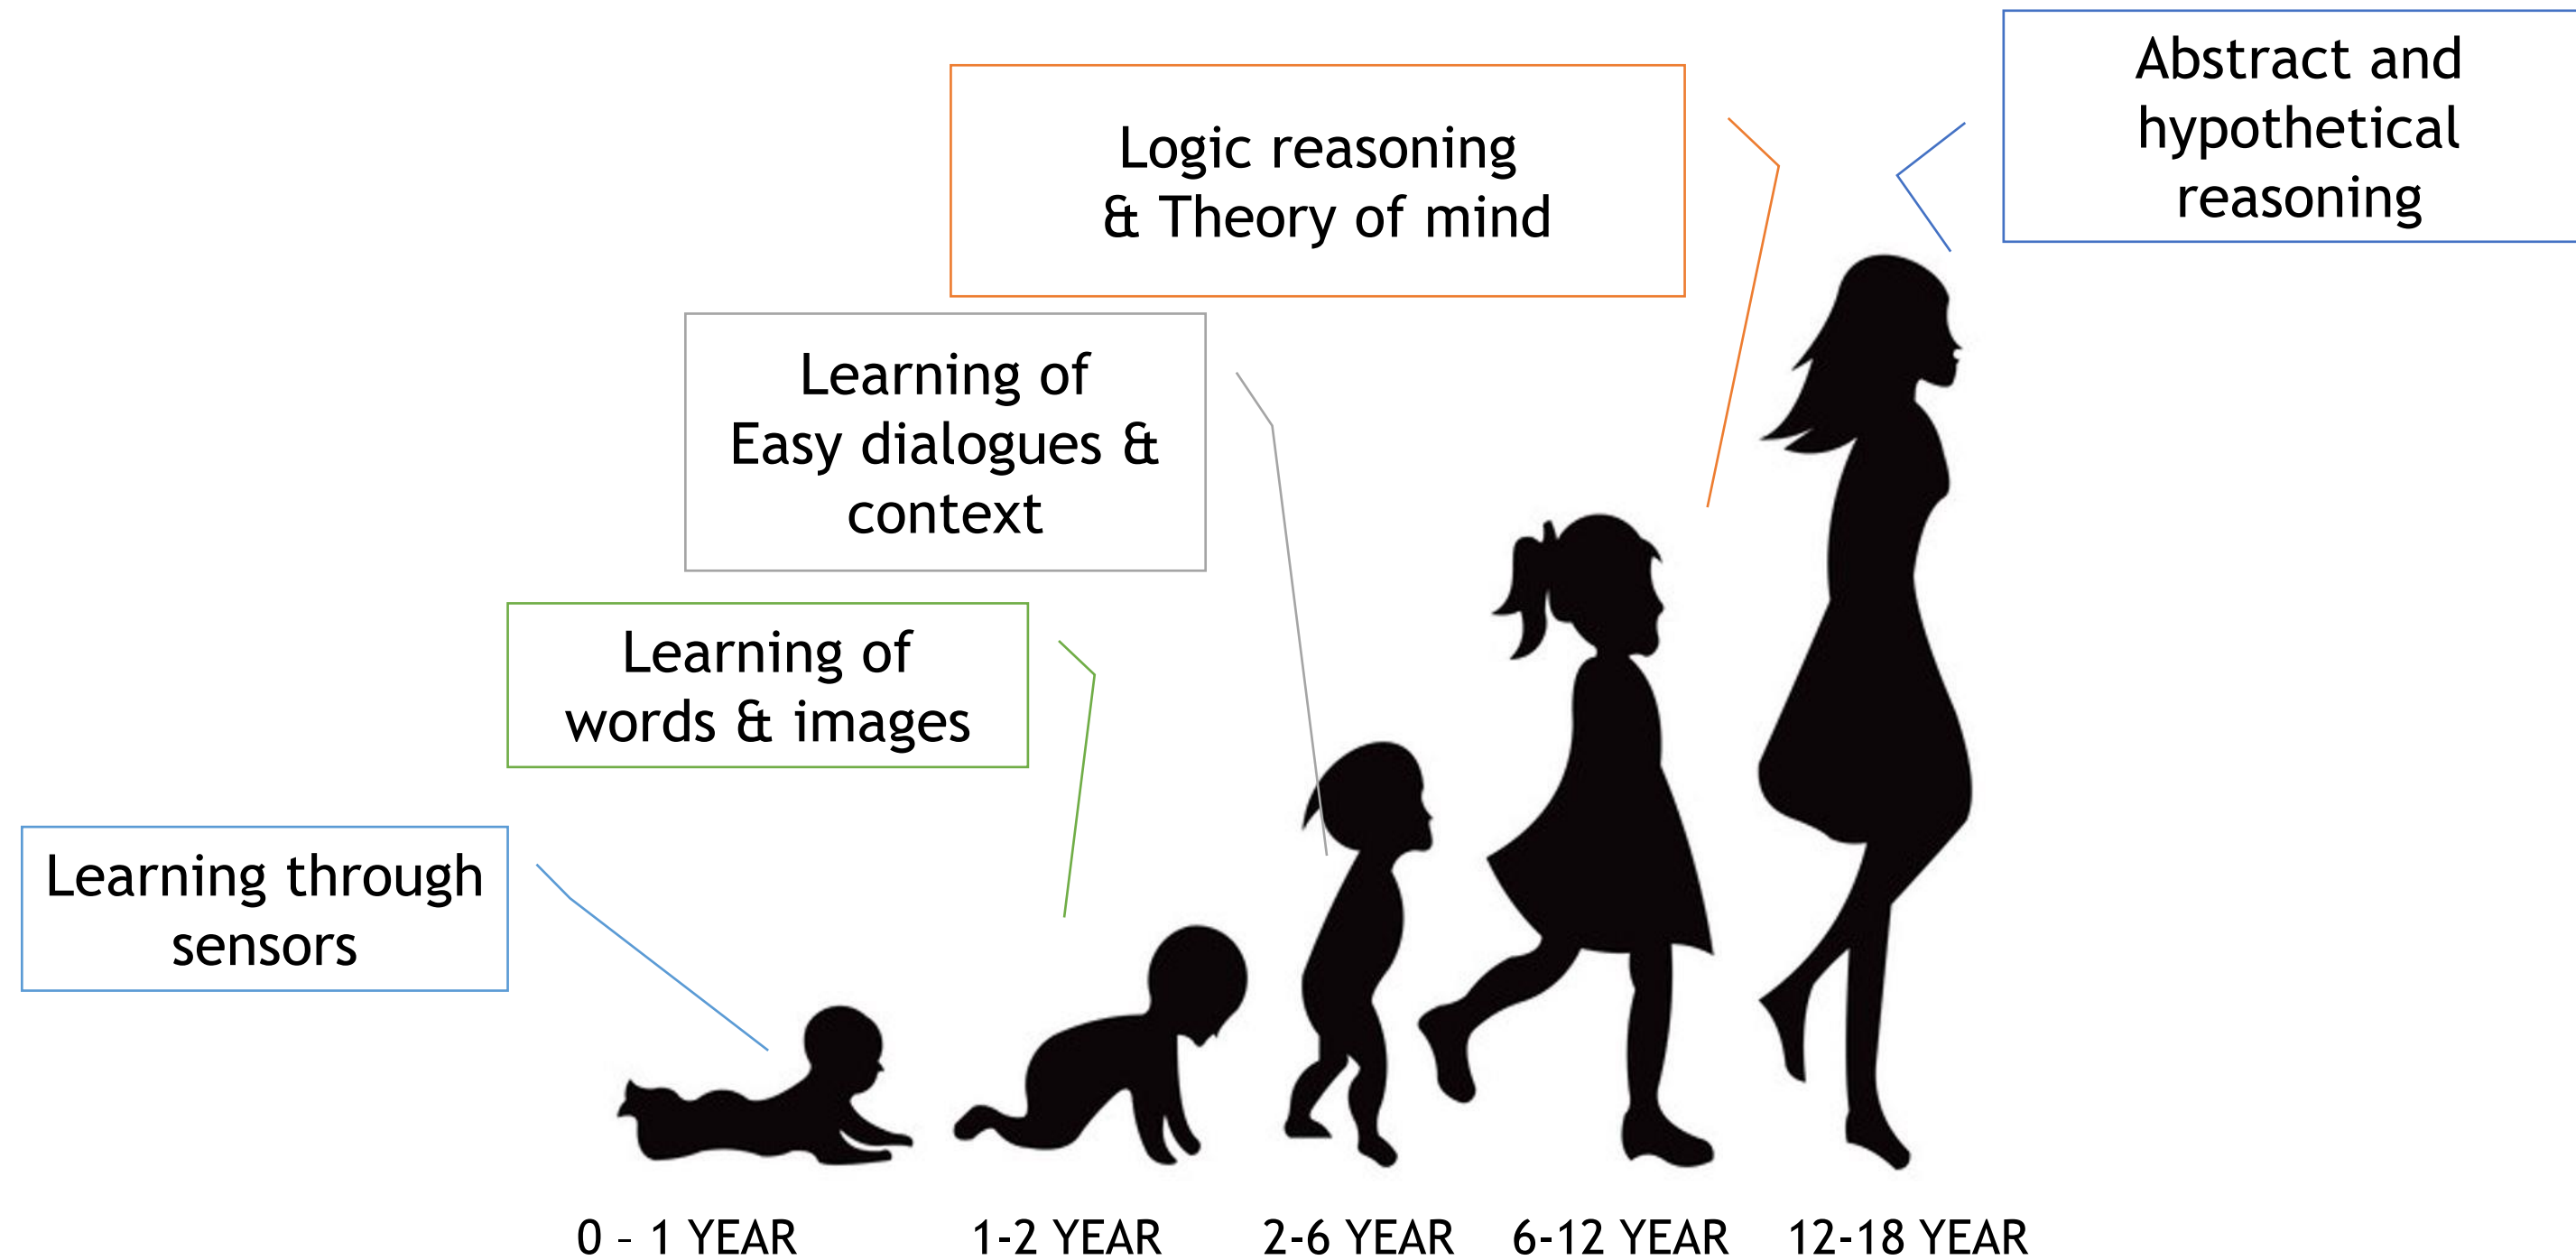 Abstract and
hypothetical
reasoning
Logic reasoning
& Theory of mind
Learning of
Easy dialogues &
context
Learning of
words & images
Learning through
sensors
0 – 1 YEAR
1-2 YEAR
2-6 YEAR
6-12 YEAR
12-18 YEAR